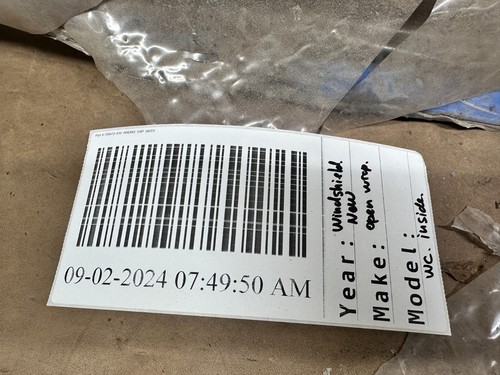 09-02-2024 07:49:50 AM
Year: Windshield.
New
Make: open wrap.
Model:
WC. inside.